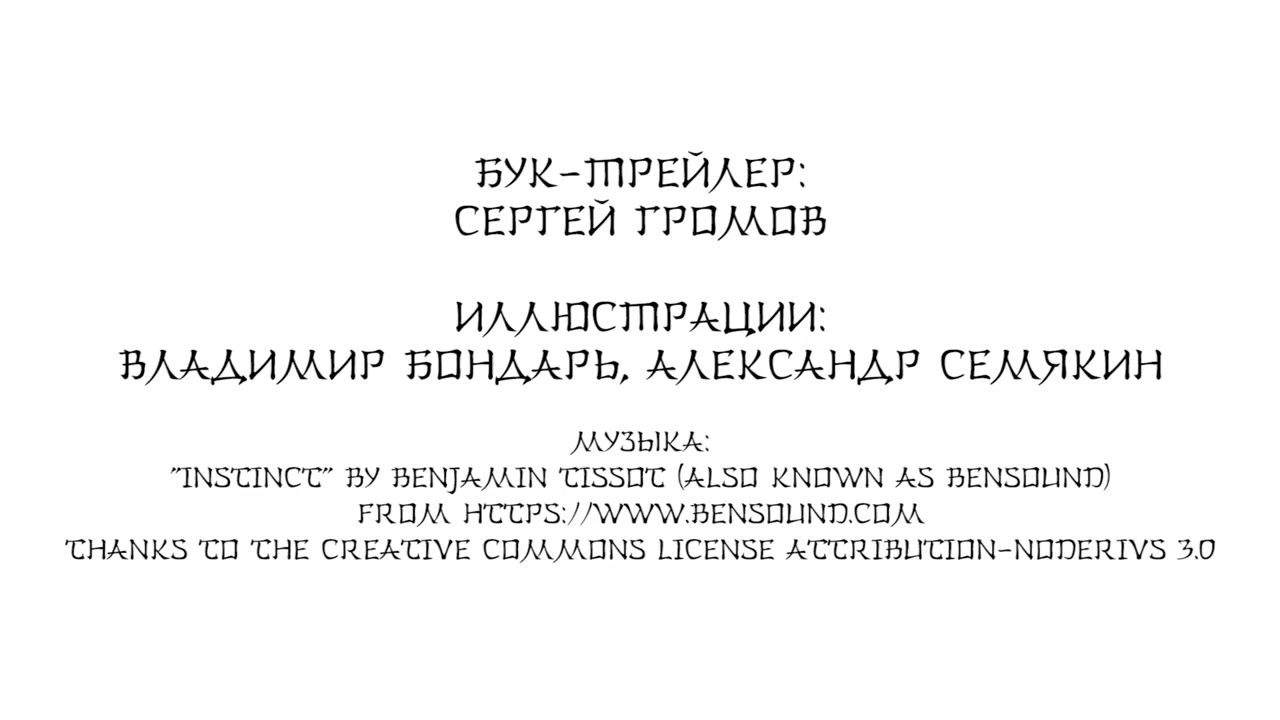 БУК-ТРЕЙЛЕР:
СЕРГЕЙ ГРОМОВ
ИЛЛЮСТРАЦИИ:
ВЛАДИМИР БОНДАРЬ, АЛЕКСАНДР СЕМЯКИН
МУЗЫКА:
"INSTINCT" BY BENJAMIN TISSOT (ALSO KNOWN AS BENSOUND)
FROM HTTPS://WWW.BENSOUND.COM
THANKS TO THE CREATIVE COMMONS LICENSE ATTRIBUTION-NODERIVS 3.0